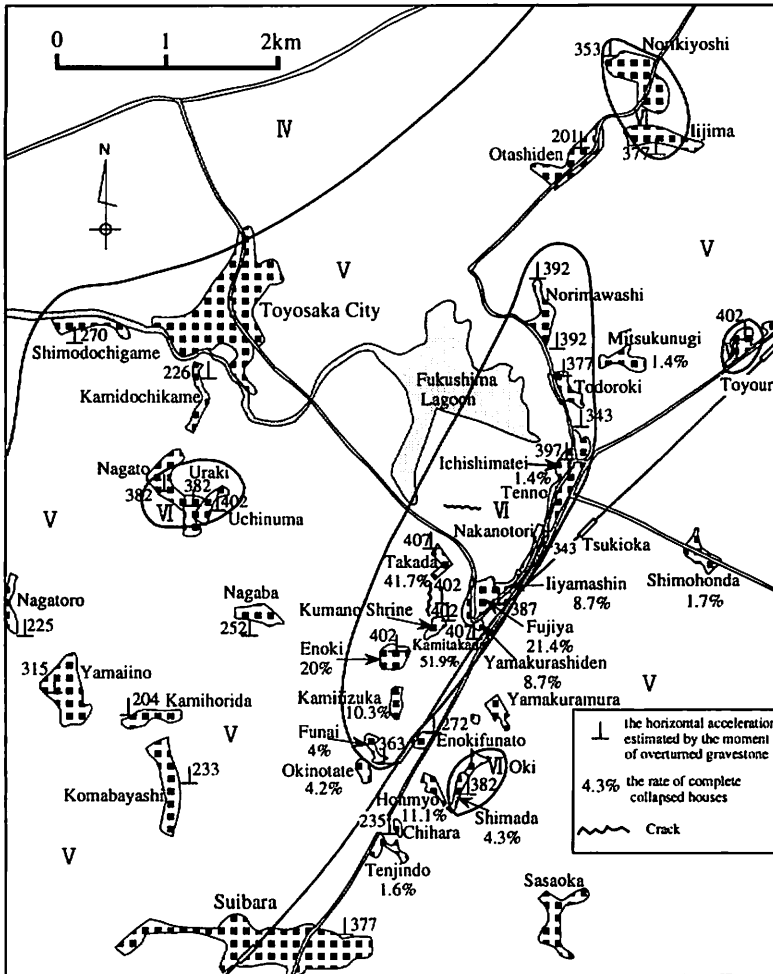 0 2km
353
Norikiyoshi
IV
201
Iijima
377
N
Otashiden
V
V
392
Norimawashi
Toyosaka City
402
392
Mitsukunugi
1.4%
270
Shimodochigame
377
Todoroki
226
Fukushima
Lagoon
Toyour
Kamidochikame
343
397
Ichishimatei
1.4%
Tenno
Nagato
Uraki
382
382
402
VI
Uchinuma
VI
V
Nakanotori
343
Tsukioka
407
Takada
41.7%
402
Shimohonda
1.7%
Iiyamashin
8.7%
Nagatoro
225
Nagaba
252
Kumano Shrine
402
387
Fujiya
21.4%
407
Kamitakada
51.9%
402
Enoki
20%
Yamakurashiden
8.7%
315
Yamaiino
V
204
Kamihorida
Kamiizuka
10.3%
Yamakuramura
V
Funai
4%
363
272
Enokifunato
the horizontal acceleration
estimated by the moment
of overturned gravestone
Okinotate
4.2%
VI
Oki
233
Komabayashi
382
4.3% the rate of complete
collapsed houses
Honmyo
11.1%
Shimada
4.3%
Crack
235
Chihara
V
Tenjindo
1.6%
Sasaoka
Suibara
377